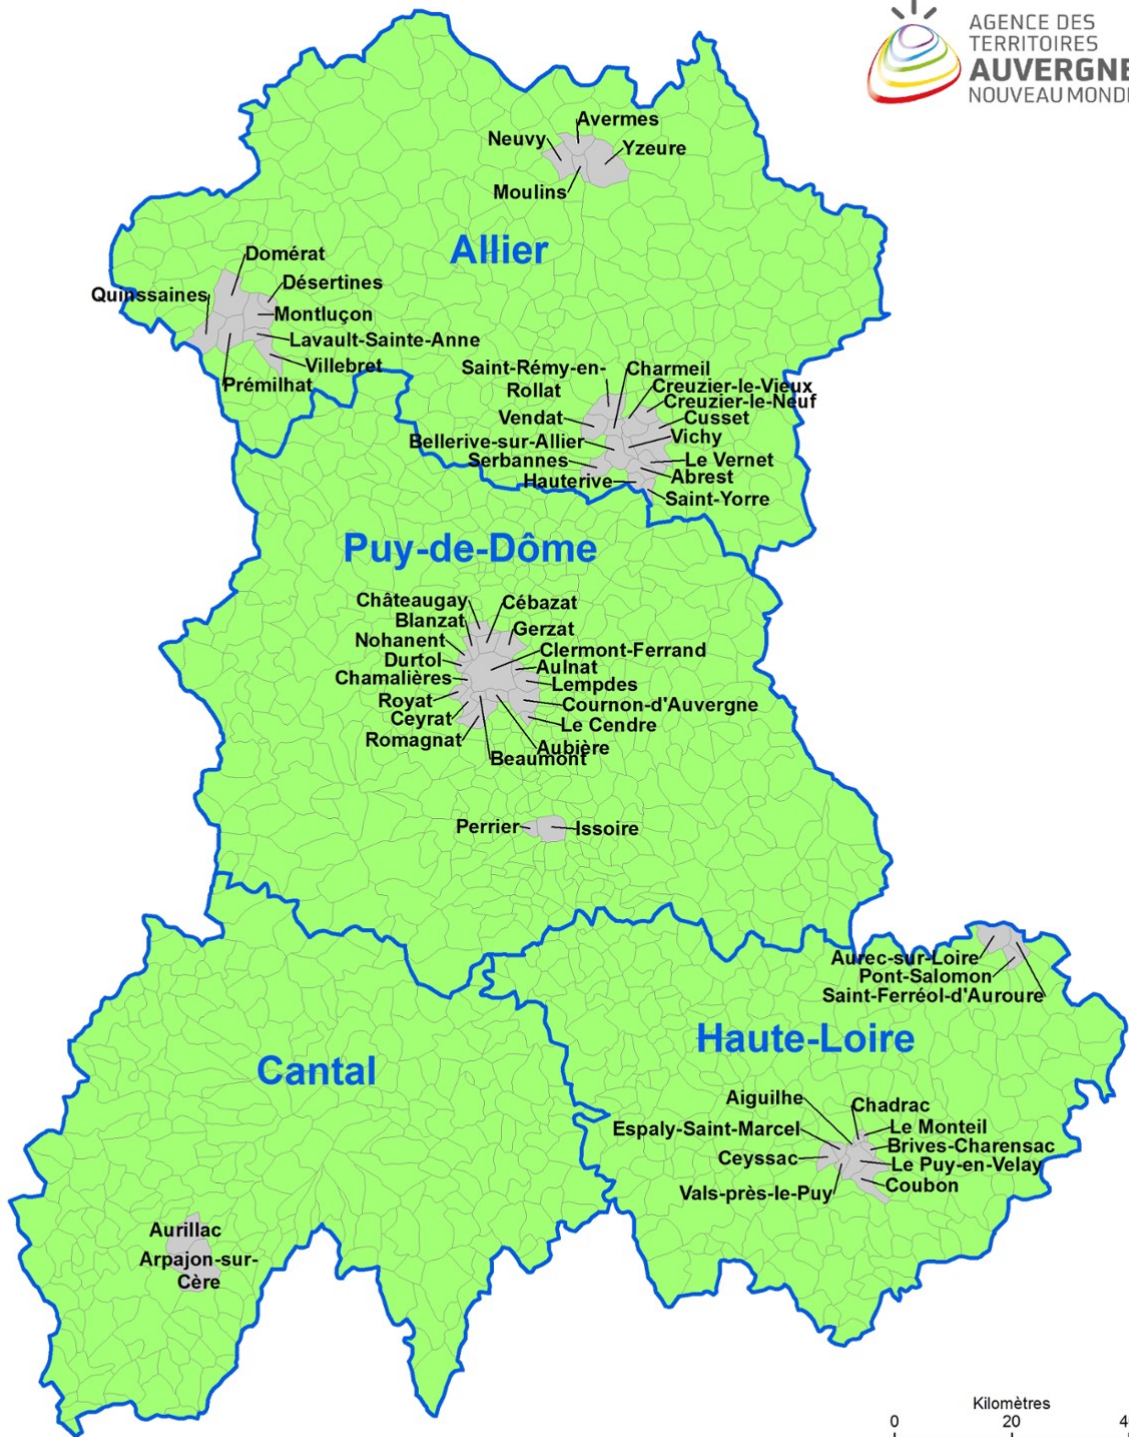 AGENCE DES
TERRITOIRES
AUVERGNE
NOUVEAU MONDE
Avermes
Neuvy
Yzeure
Moulins
Allier
Domérat
Désertines
Quinssaines
Montluçon
Lavault-Sainte-Anne
Villebret
Prémilhat
Saint-Rémy-en-
Rollat
Charmeil
Creuzier-le-Vieux
Creuzier-le-Neuf
Vendat
Cusset
Vichy
Bellerive-sur-Allier
Serbannes
Le Vernet
Hauterive
Abrest
Saint-Yorre
Puy-de-Dôme
Châteaugay
Cébazat
Blanzat
Gerzat
Nohanent
Clermont-Ferrand
Durtol
Aulnat
Chamalières
Lempdes
Royat
Cournon-d'Auvergne
Ceyrat
Le Cendre
Romagnat
Aubière
Beaumont
Perrier
Issoire
Aurec-sur-Loire
Pont-Salomon
Saint-Ferréol-d'Auroure
Haute-Loire
Cantal
Aiguilhe
Chadrac
Espaly-Saint-Marcel
Le Monteil
Brives-Charensac
Ceyssac
Le Puy-en-Velay
Vals-près-le-Puy
Coubon
Aurillac
Arpajon-sur-
Cère
Kilomètres
0 20 4